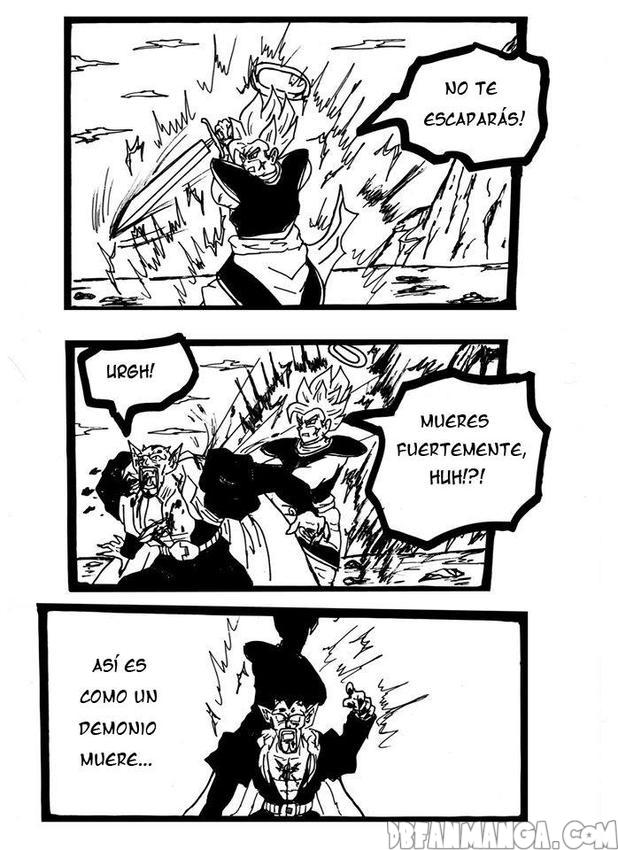 NO TE
ESCAPARÁS!
URGH!
MUERES
FUERTEMENTE,
HUH!?!
ASÍ ES
COMO UN
DEMONIO
MUERE...
DBFANMANGA.COM